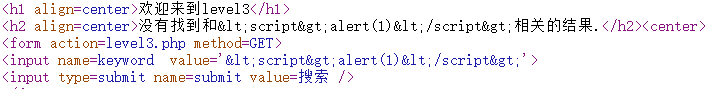 <h1 align=center>欢迎来到level3</h1>
<h2 align=center>没有找到和&lt;script&gt;alert(1)&lt;/script&gt;相关的结果.</h2><center>
<form action=level3.php method=GET>
<input name=keyword  value='&lt;script&gt;alert(1)&lt;/script&gt;'>
<input type=submit name=submit value=搜索 />